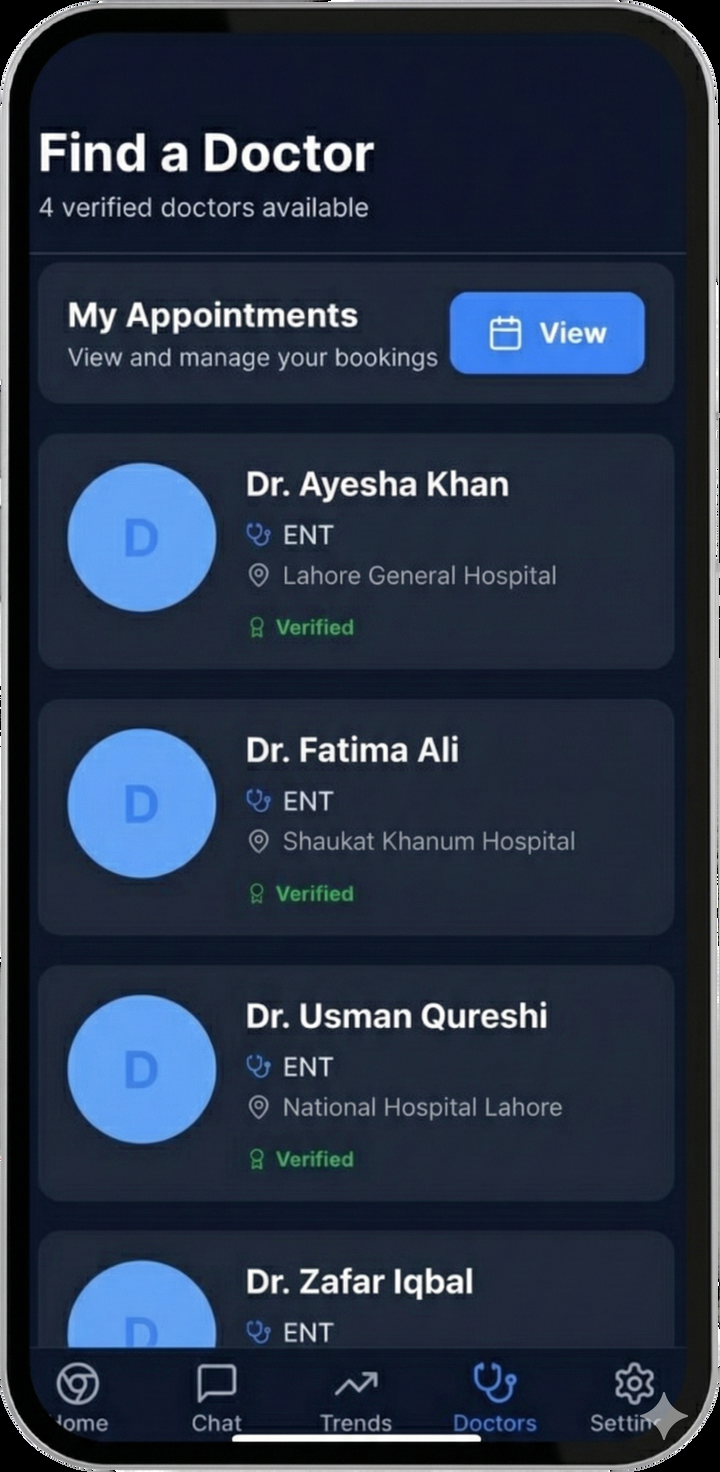 Find a Doctor
4 verified doctors available
My Appointments
View and manage your bookings
View
D
Dr. Ayesha Khan
ENT
Lahore General Hospital
Verified
D
Dr. Fatima Ali
ENT
Shaukat Khanum Hospital
Verified
D
Dr. Usman Qureshi
ENT
National Hospital Lahore
Verified
D
Dr. Zafar Iqbal
ENT
ome Chat Trends Doctors Settin